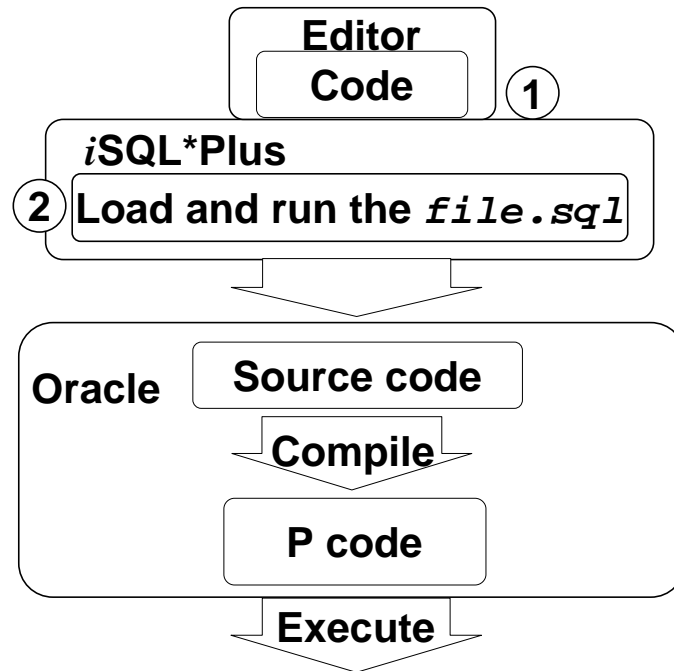 Editor
Code
1
iSQL*Plus
2
Load and run the file.sql
Oracle
Source code
Compile
P code
Execute